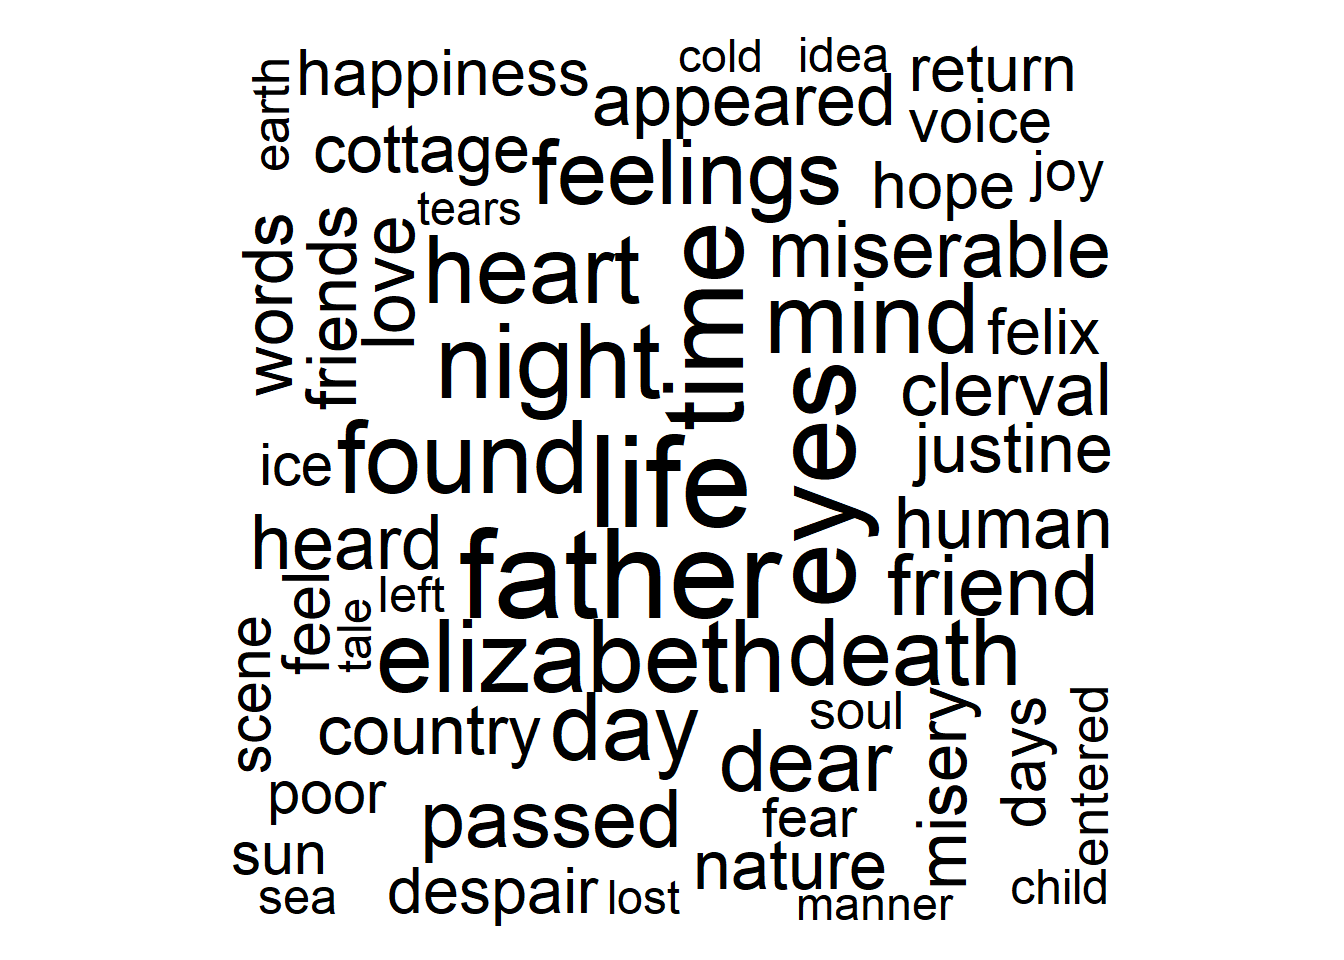 cold
idea
happiness
return
earth
appeared
voice
cottage
feelings
hope
joy
tears
words
friends
love
heart
time
miserable
mind
night
felix
eyes
clerval
justine
ice
found
life
human
heard
father
friend
feel
tale
left
scene
elizabeth
death
country
day
soul
misery
days
entered
dear
poor
passed
fear
sun
nature
sea
despair
lost
manner
child